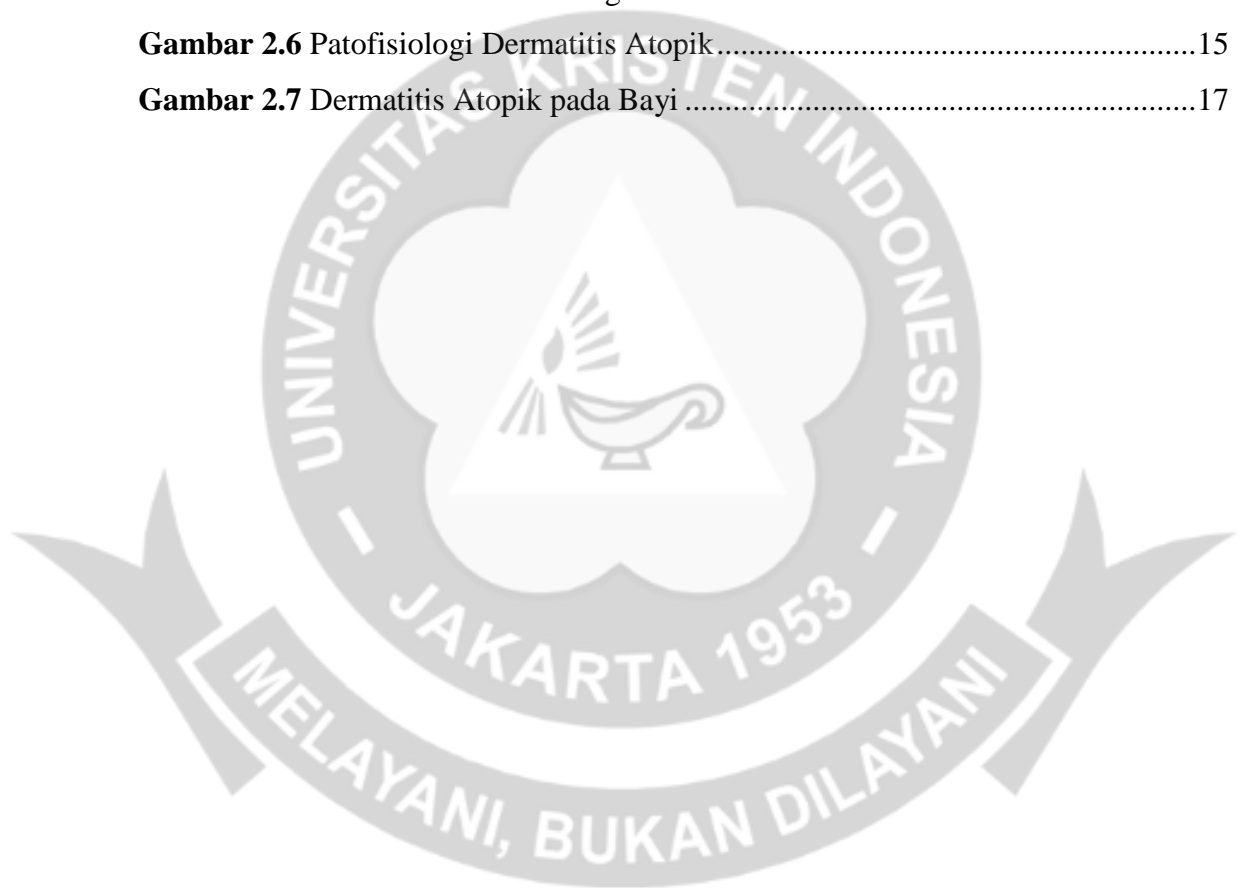 Gambar 2.6 Patofisiologi Dermatitis Atopik.....................................................................15
Gambar 2.7 Dermatitis Atopik pada Bayi .........................................................................17
UNIVERSITAS KRISTEN INDONESIA
– JAKARTA 1953 –
MELAYANI, BUKAN DILAYANI